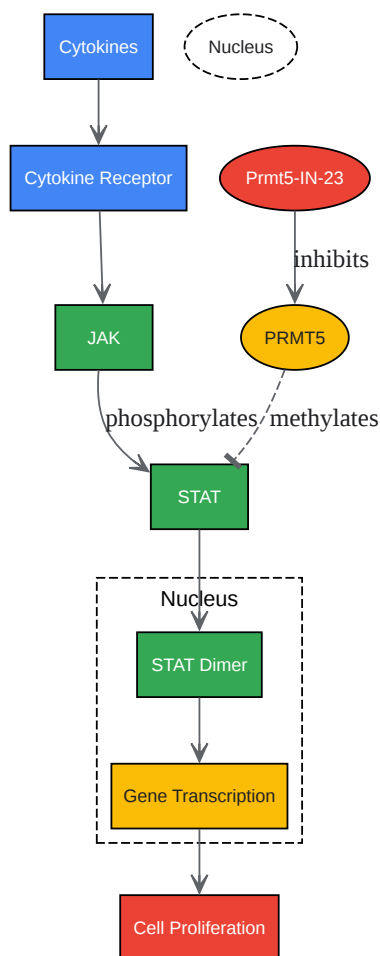 Cytokines
Nucleus
Cytokine Receptor
Prmt5-IN-23
inhibits
JAK
PRMT5
phosphorylates
methylates
STAT
Nucleus
STAT Dimer
Gene Transcription
Cell Proliferation